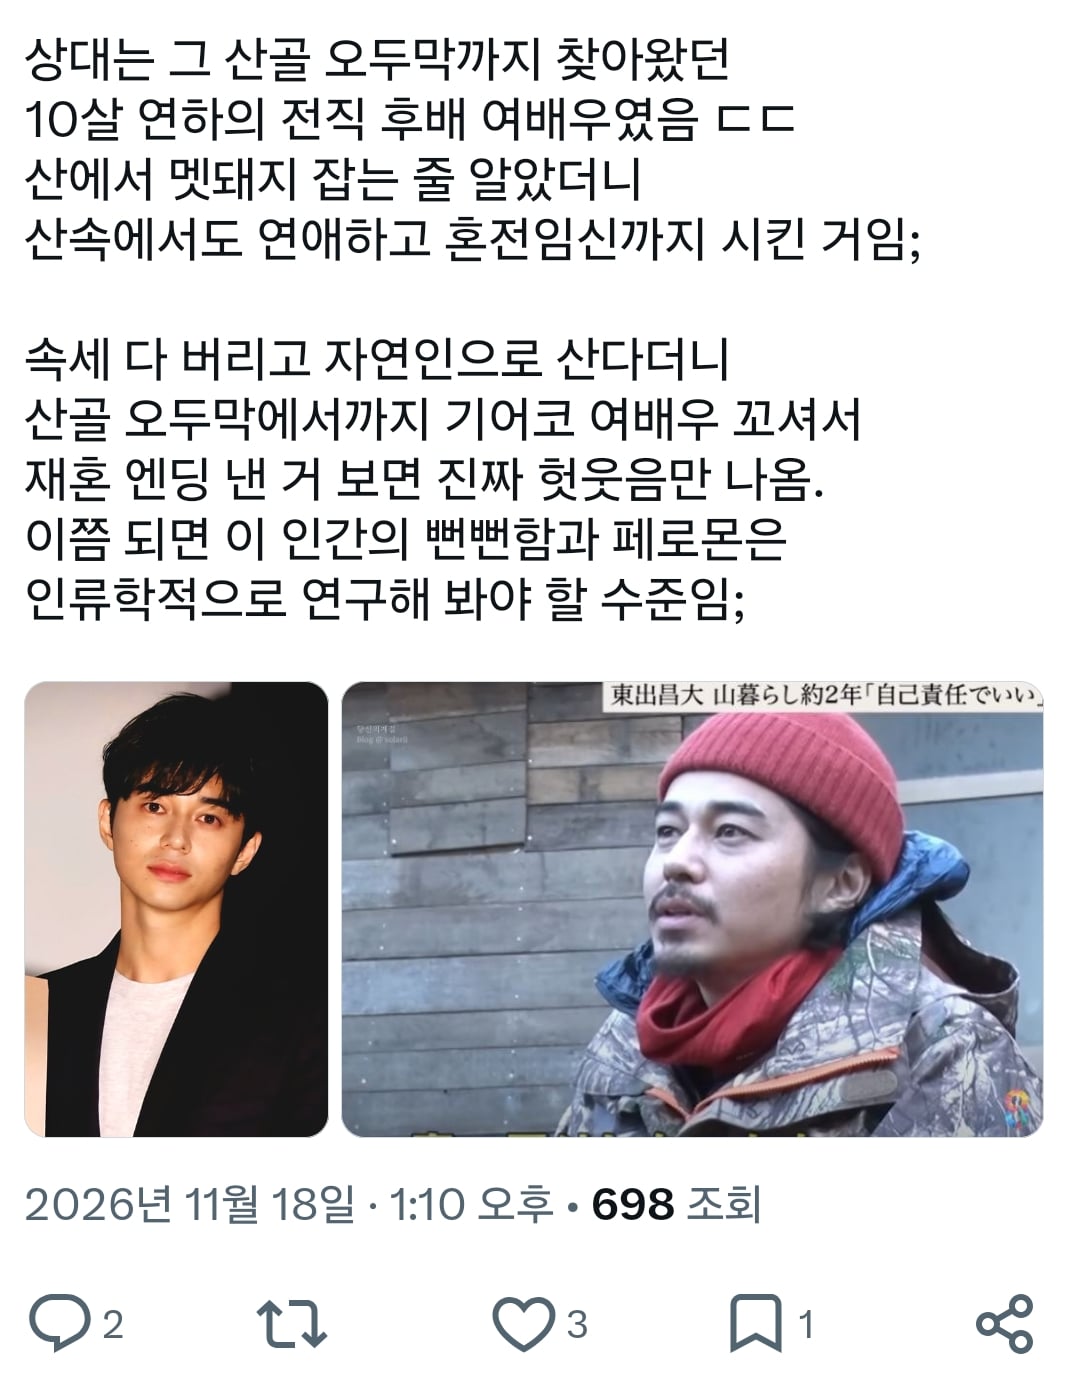 상대는 그 산골 오두막까지 찾아왔던
10살 연하의 전직 후배 여배우였음 ㄷㄷ
산에서 멧돼지 잡는 줄 알았더니
산속에서도 연애하고 혼전임신까지 시킨 거임;
속세 다 버리고 자연인으로 산다더니
산골 오두막에서까지 기어코 여배우 꼬셔서
재혼 엔딩 낸 거 보면 진짜 헛웃음만 나옴.
이쯤 되면 이 인간의 뻔뻔함과 페로몬은
인류학적으로 연구해 봐야 할 수준임;
東出昌大 山暮らし約2年「自己責任でいい」
2026년 11월 18일 · 1:10 오후 • 698 조회
2 3 1